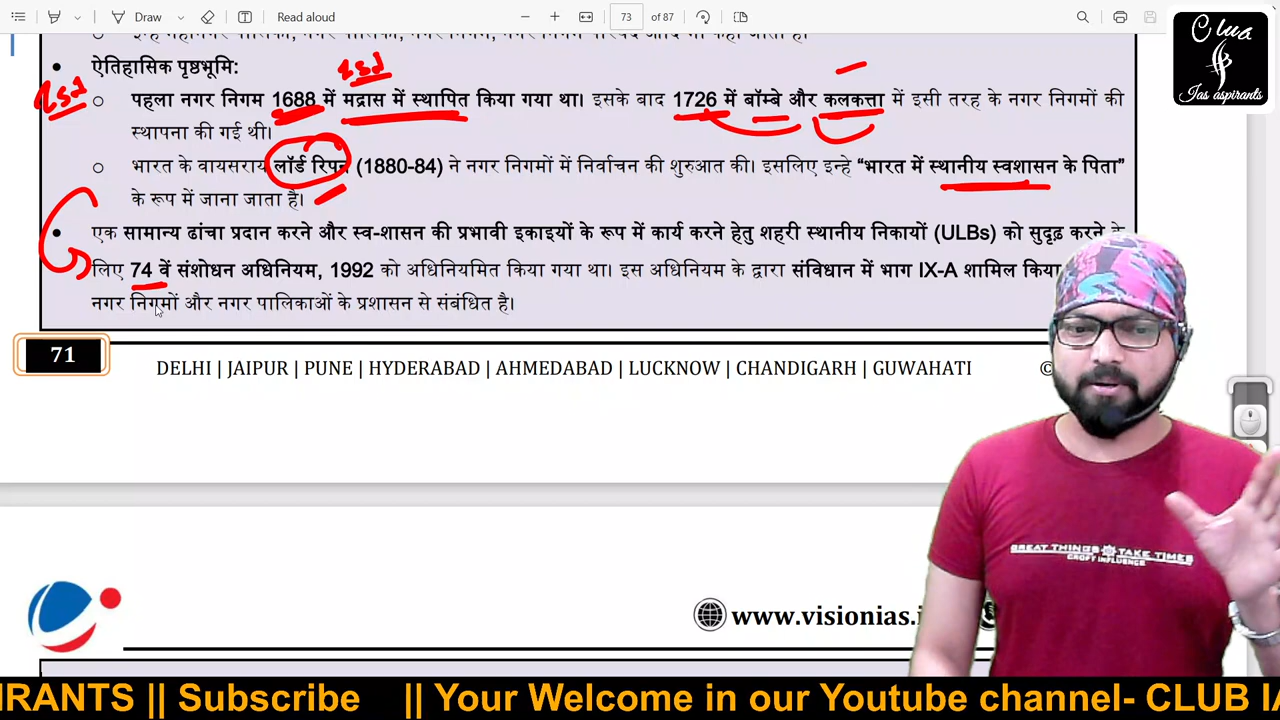 Draw
Read aloud
73 of 87
Clua
Ias aspirants
ऐतिहासिक पृष्ठभूमि:
1st
1st
पहला नगर निगम 1688 में मद्रास में स्थापित किया गया था। इसके बाद 1726 में बॉम्बे और कलकत्ता में इसी तरह के नगर निगमों की
स्थापना की गई थी।
भारत के वायसराय लॉर्ड रिपन (1880-84) ने नगर निगमों में निर्वाचन की शुरुआत की। इसलिए इन्हे “भारत में स्थानीय स्वशासन के पिता”
के रूप में जाना जाता है।
एक सामान्य ढांचा प्रदान करने और स्व-शासन की प्रभावी इकाइयों के रूप में कार्य करने हेतु शहरी स्थानीय निकायों (ULBs) को सुदृढ़ करने के
लिए 74 वें संशोधन अधिनियम, 1992 को अधिनियमित किया गया था। इस अधिनियम के द्वारा संविधान में भाग IX-A शामिल किया
नगर निगमों और नगर पालिकाओं के प्रशासन से संबंधित है।
71
DELHI | JAIPUR | PUNE | HYDERABAD | AHMEDABAD | LUCKNOW | CHANDIGARH | GUWAHATI ©
GREAT THINGS TAKE TIMES
CROFT INFLUENCE
www.visionias.i
IRANTS || Subscribe || Your Welcome in our Youtube channel- CLUB IA